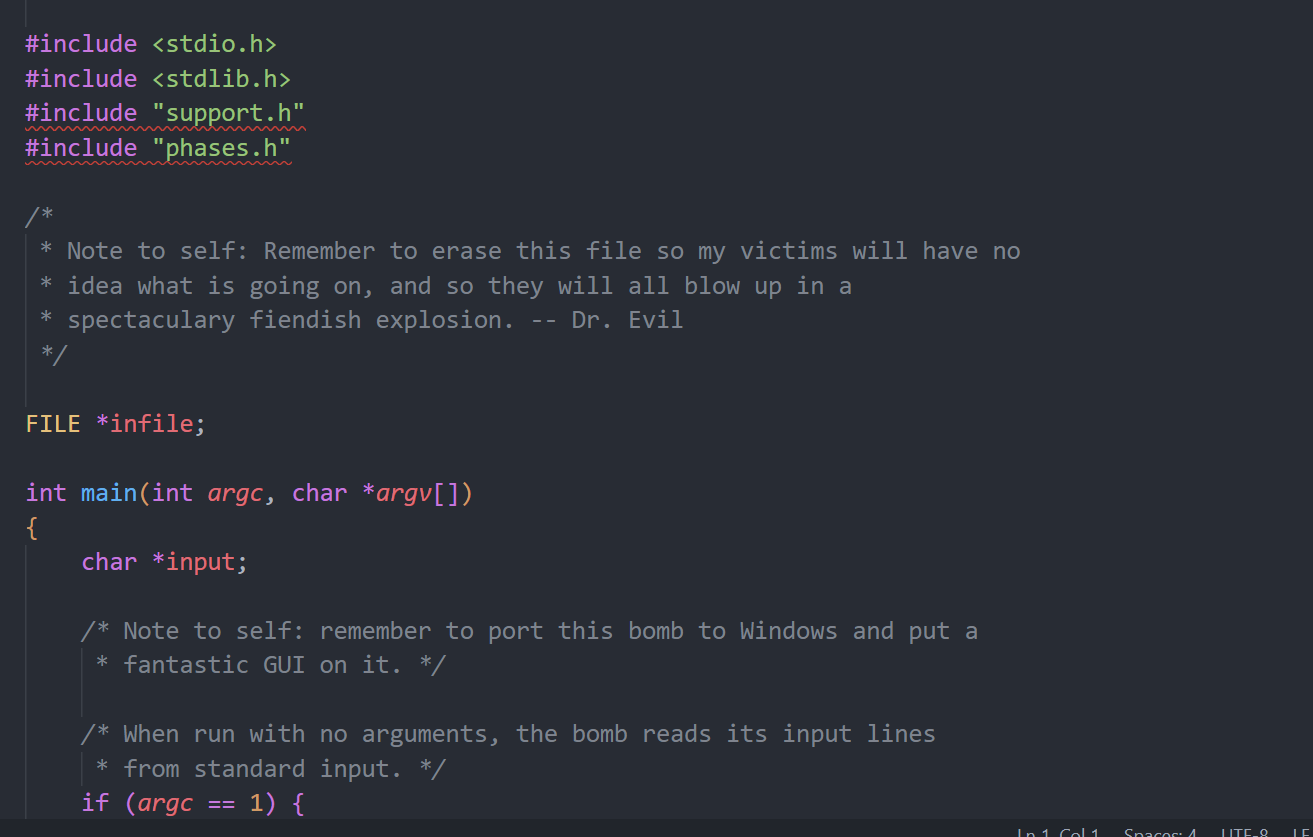 #include <stdio.h>
#include <stdlib.h>
#include "support.h"
#include "phases.h"
/*
* Note to self: Remember to erase this file so my victims will have no
* idea what is going on, and so they will all blow up in a
* spectaculary fiendish explosion. -- Dr. Evil
*/
FILE *infile;
int main(int argc, char *argv[])
{
char *input;
/* Note to self: remember to port this bomb to Windows and put a
* fantastic GUI on it. */
/* When run with no arguments, the bomb reads its input lines
* from standard input. */
if (argc == 1) {
Ln 1, Col 1 Spaces: 4 UTF-8